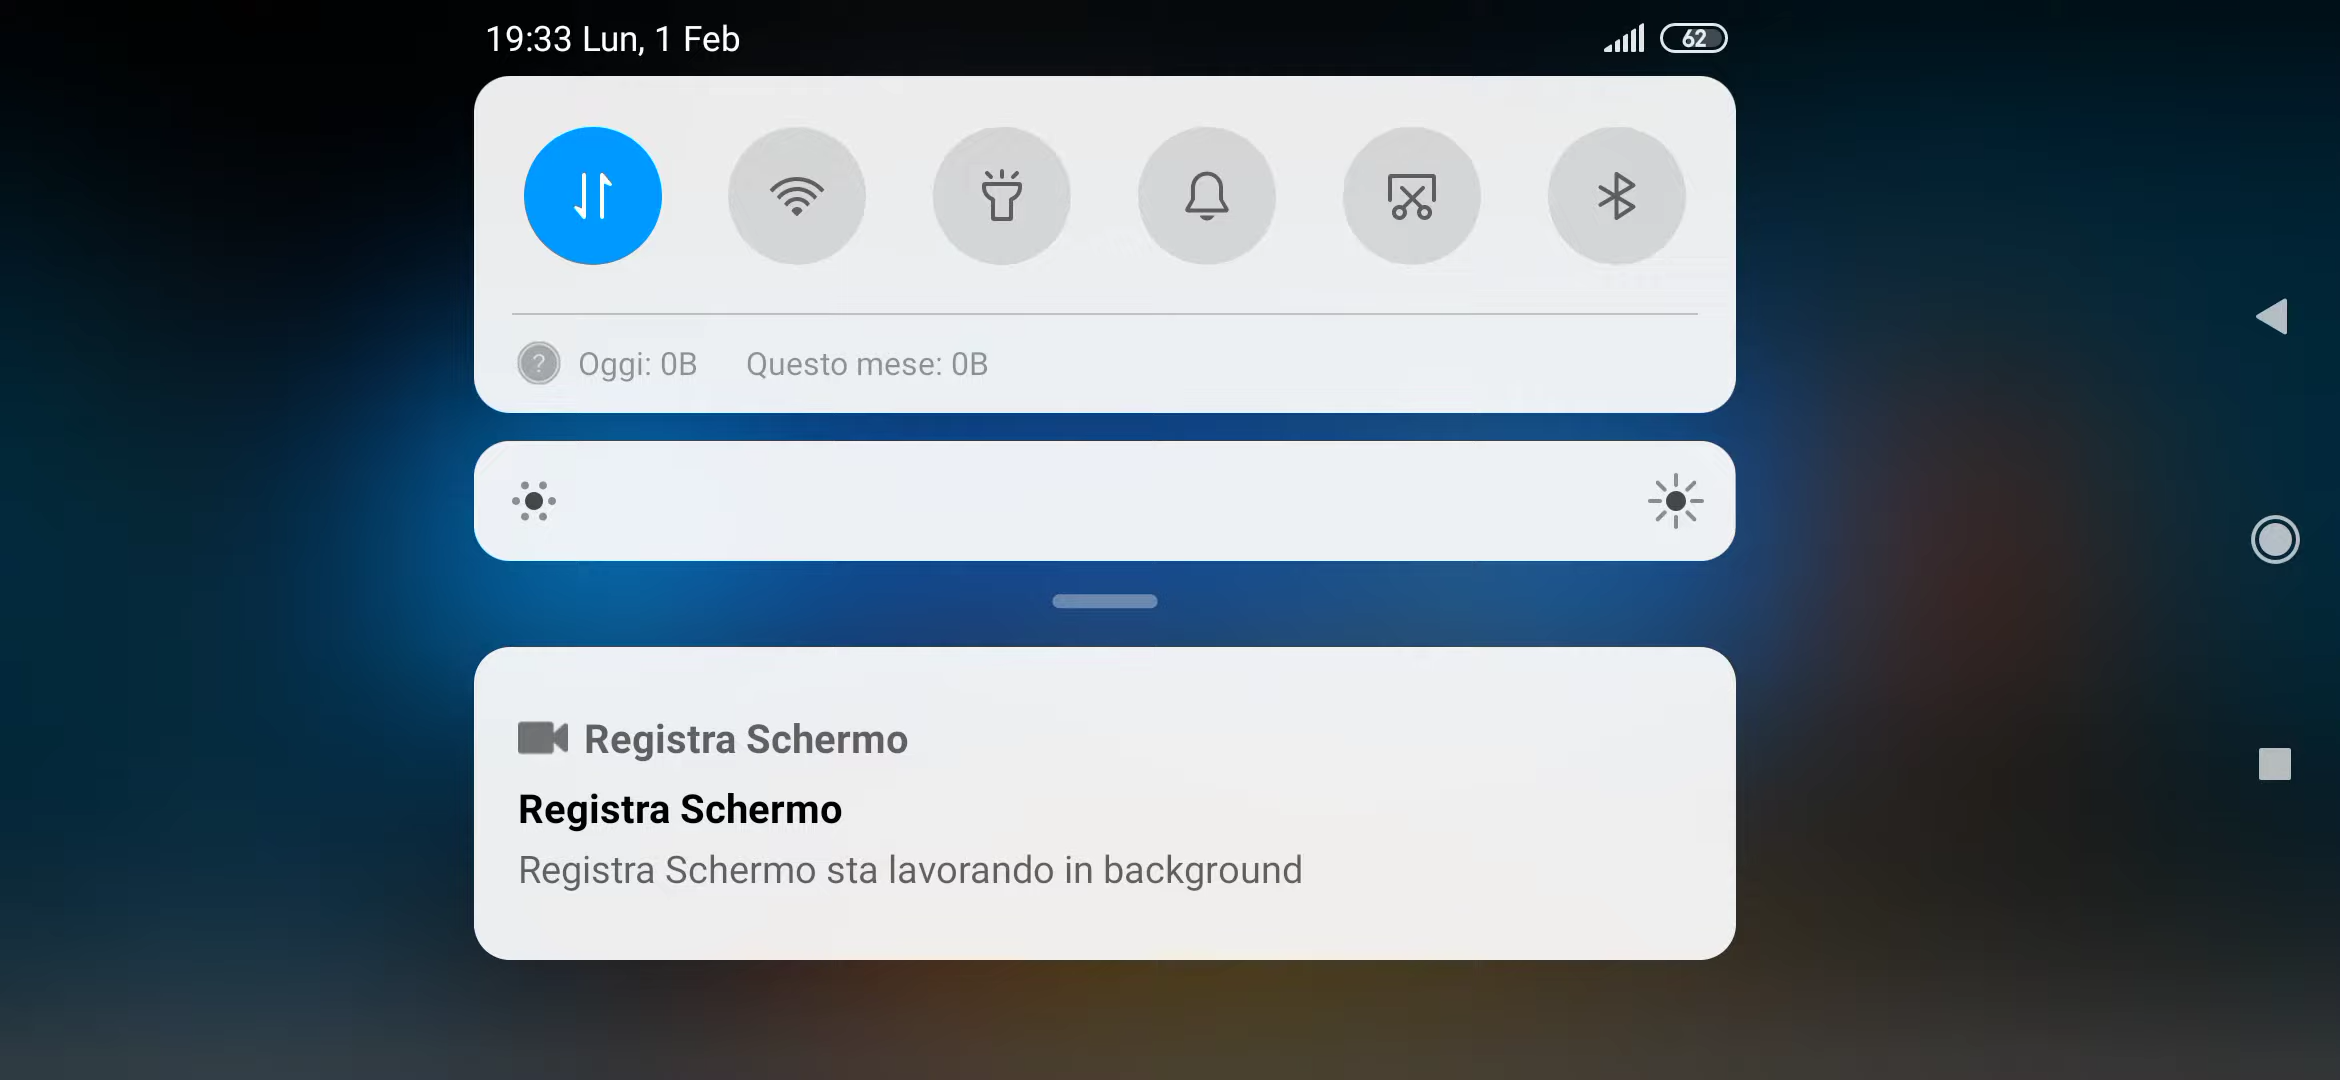 19:33 Lun, 1 Feb
62
? Oggi: 0B Questo mese: 0B
Registra Schermo
Registra Schermo
Registra Schermo sta lavorando in background